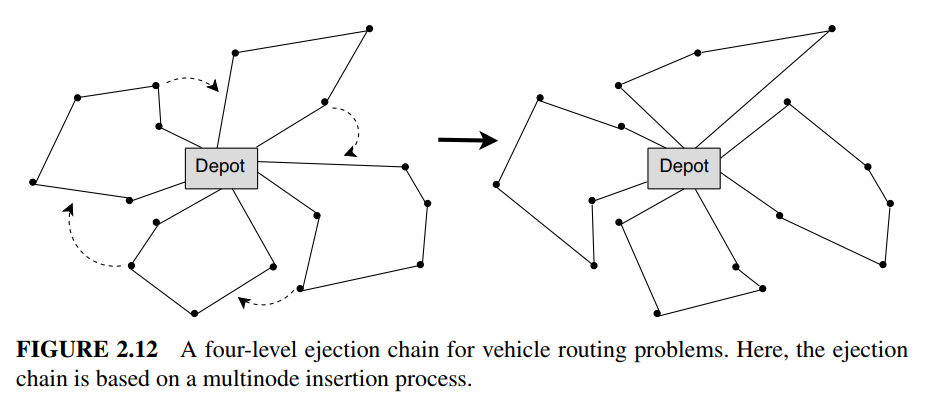 Depot
Depot
FIGURE 2.12 A four-level ejection chain for vehicle routing problems. Here, the ejection
chain is based on a multinode insertion process.